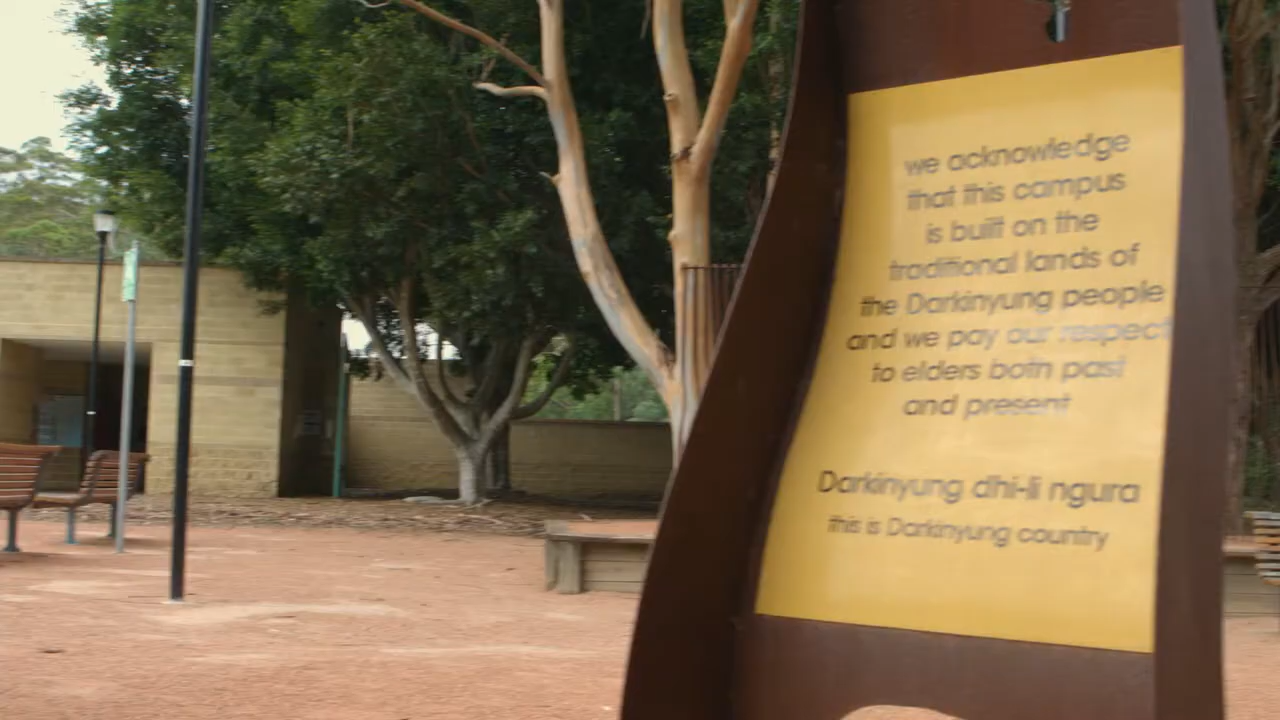 we acknowledge
that this campus
is built on the
traditional lands of
the Darkinyung people
and we pay our respect
to elders both past
and present
Darkinyung dhi-li ngura
this is Darkinyung country